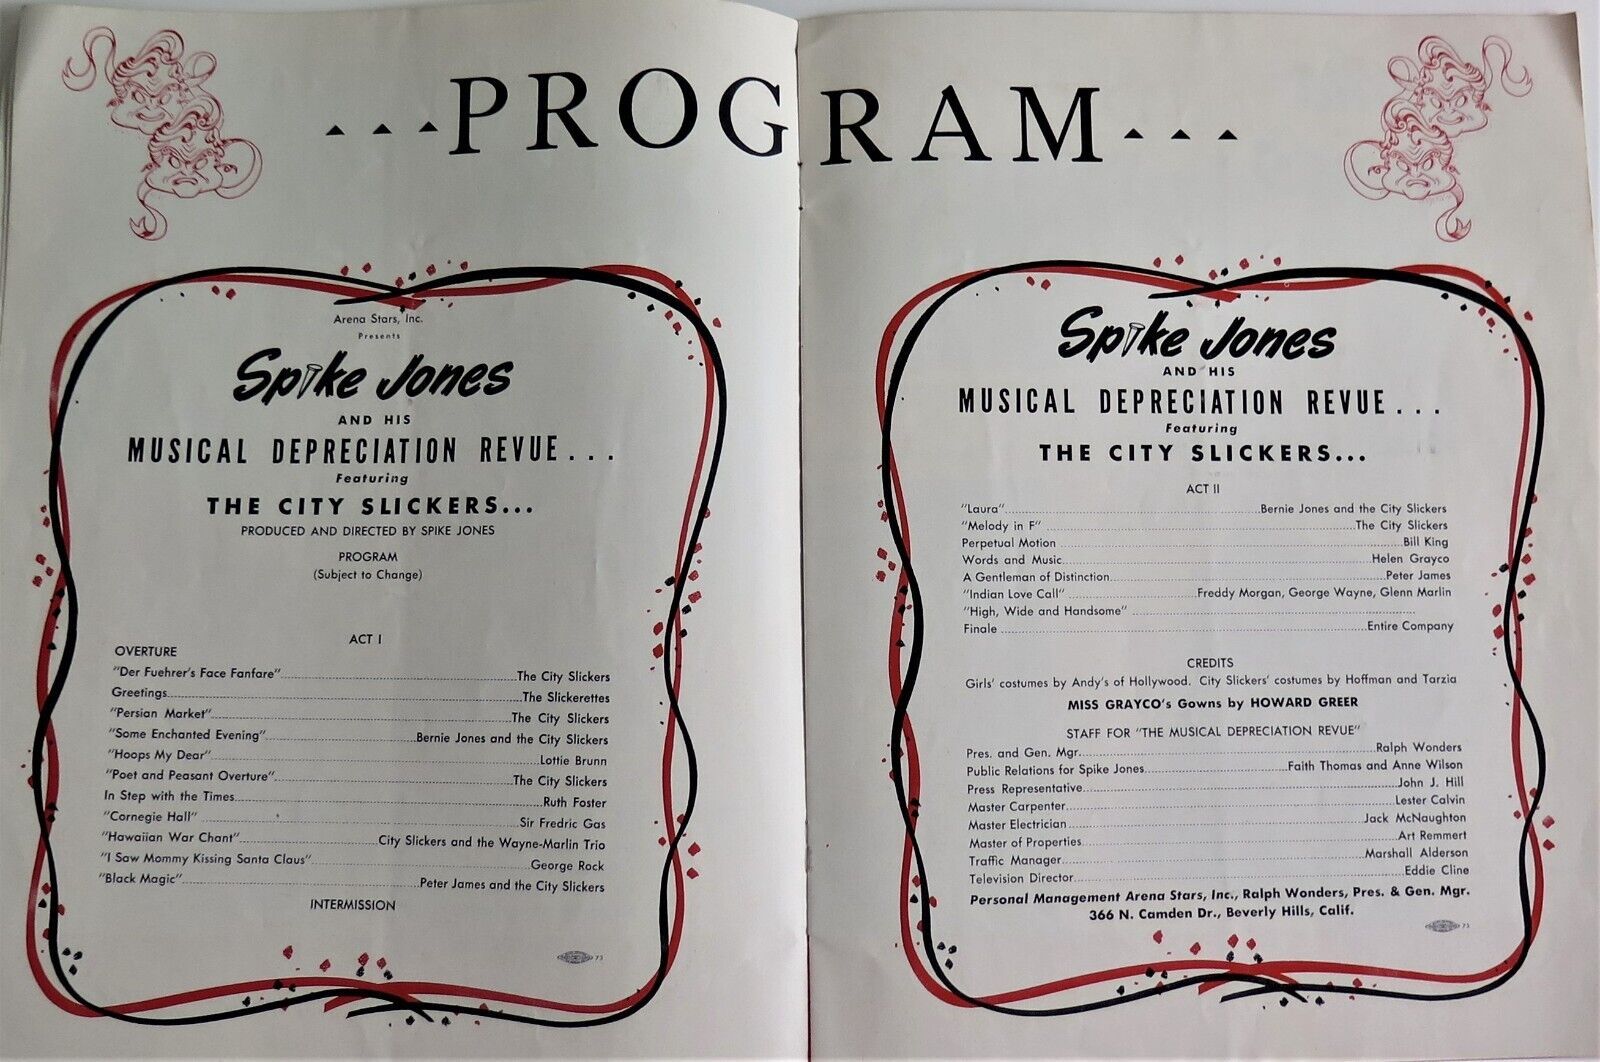 ...PROGRAM...
Arena Stars, Inc.
Presents
Spike Jones
AND HIS
MUSICAL DEPRECIATION REVUE...
Featuring
THE CITY SLICKERS...
PRODUCED AND DIRECTED BY SPIKE JONES
PROGRAM
(Subject to Change)
ACT I
OVERTURE
"Der Fuehrer's Face Fanfare" The City Slickers
Greetings The Slickerettes
"Persian Market" The City Slickers
"Some Enchanted Evening" Bernie Jones and the City Slickers
"Hoops My Dear" Lottie Brunn
"Poet and Peasant Overture" The City Slickers
In Step with the Times Ruth Foster
"Cornegie Hall" Sir Fredric Gas
"Hawaiian War Chant" City Slickers and the Wayne-Marlin Trio
"I Saw Mommy Kissing Santa Claus" George Rock
"Black Magic" Peter James and the City Slickers
INTERMISSION
73
Spike Jones
AND HIS
MUSICAL DEPRECIATION REVUE...
Featuring
THE CITY SLICKERS...
ACT II
"Laura" Bernie Jones and the City Slickers
"Melody in F" The City Slickers
Perpetual Motion Bill King
Words and Music Helen Grayco
A Gentleman of Distinction Peter James
"Indian Love Call" Freddy Morgan, George Wayne, Glenn Marlin
"High, Wide and Handsome"
Finale Entire Company
CREDITS
Girls' costumes by Andy's of Hollywood. City Slickers' costumes by Hoffman and Tarzia
MISS GRAYCO's Gowns by HOWARD GREER
STAFF FOR "THE MUSICAL DEPRECIATION REVUE"
Pres. and Gen. Mgr. Ralph Wonders
Public Relations for Spike Jones Faith Thomas and Anne Wilson
Press Representative John J. Hill
Master Carpenter Lester Calvin
Master Electrician Jack McNaughton
Master of Properties Art Remmert
Traffic Manager Marshall Alderson
Television Director Eddie Cline
Personal Management Arena Stars, Inc., Ralph Wonders, Pres. & Gen. Mgr.
366 N. Camden Dr., Beverly Hills, Calif.
73